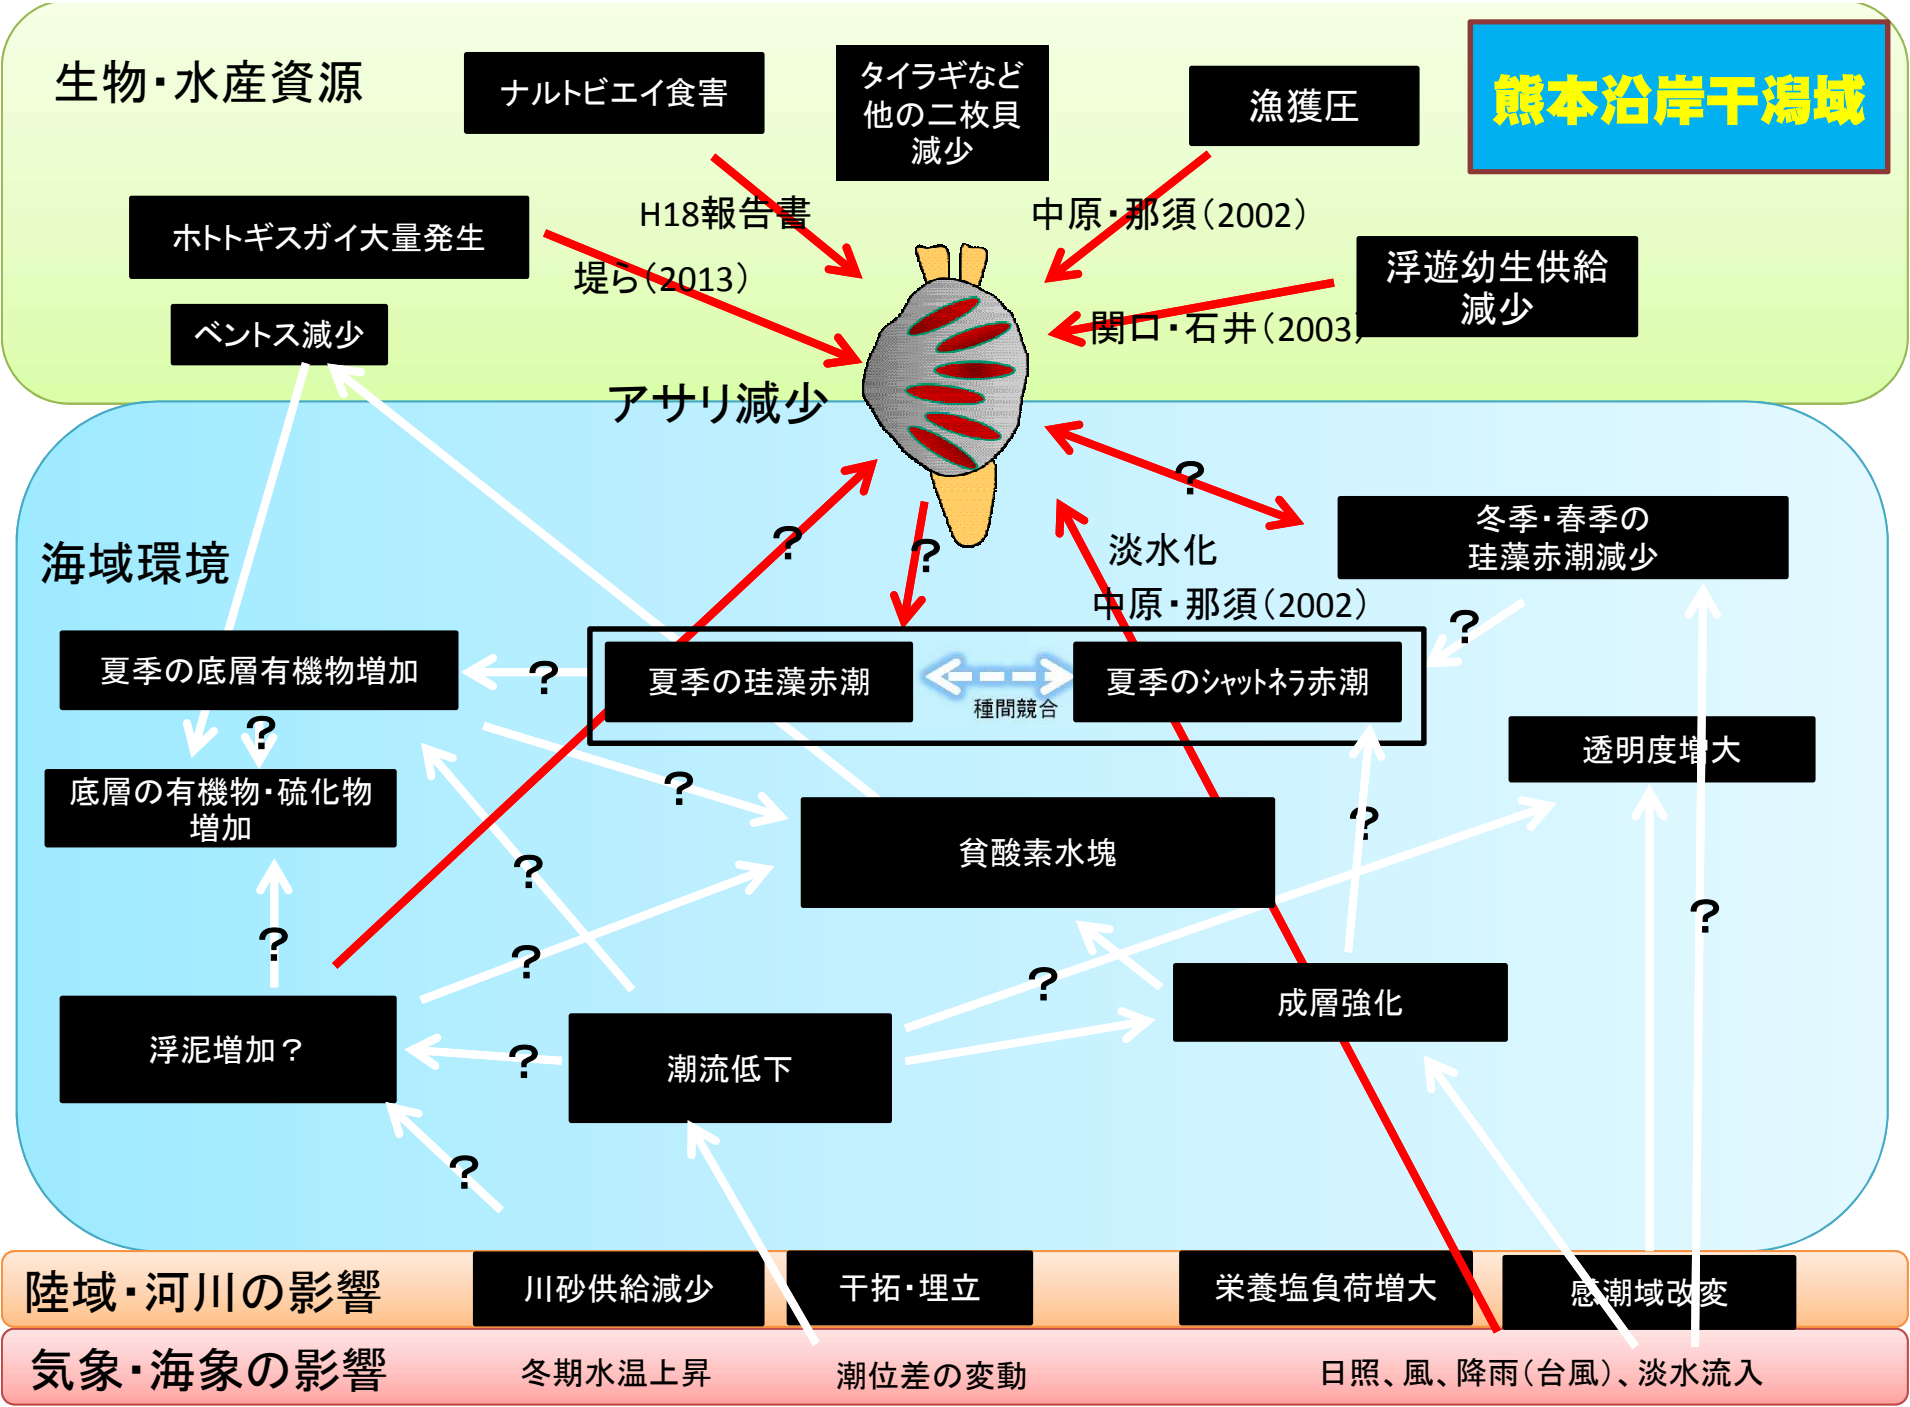 生物・水産資源
ナルトビエイ食害
タイラギなど
他の二枚貝
減少
漁獲圧
熊本沿岸干潟域
ホトトギスガイ大量発生
H18報告書
中原・那須（2002）
堤ら（2013）
浮遊幼生供給
減少
ベントス減少
関口・石井（2003）
アサリ減少
？
冬季・春季の
珪藻赤潮減少
海域環境
？
？
淡水化
中原・那須（2002）
？
夏季の底層有機物増加
？
夏季の珪藻赤潮
種間競合
夏季のシャットネラ赤潮
？
透明度増大
底層の有機物・硫化物
増加
？
？
貧酸素水塊
？
？
？
？
？
浮泥増加？
？
潮流低下
成層強化
？
陸域・河川の影響
川砂供給減少
干拓・埋立
栄養塩負荷増大
感潮域改変
気象・海象の影響
冬期水温上昇
潮位差の変動
日照、風、降雨（台風）、淡水流入